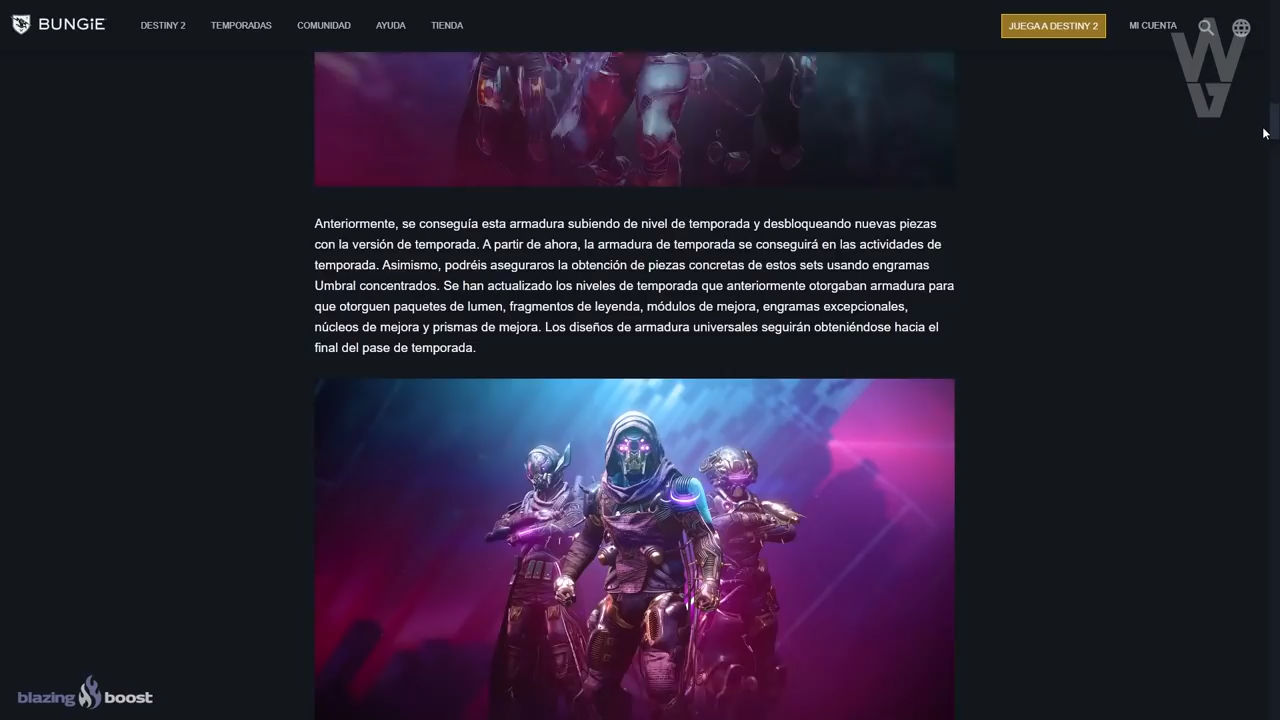 BUNGiE DESTINY 2 TEMPORADAS COMUNIDAD AYUDA TIENDA JUEGA A DESTINY 2 MI CUENTA
WG
Anteriormente, se conseguía esta armadura subiendo de nivel de temporada y desbloqueando nuevas piezas
con la versión de temporada. A partir de ahora, la armadura de temporada se conseguirá en las actividades de
temporada. Asimismo, podréis aseguraros la obtención de piezas concretas de estos sets usando engramas
Umbral concentrados. Se han actualizado los niveles de temporada que anteriormente otorgaban armadura para
que otorguen paquetes de lumen, fragmentos de leyenda, módulos de mejora, engramas excepcionales,
núcleos de mejora y prismas de mejora. Los diseños de armadura universales seguirán obteniéndose hacia el
final del pase de temporada.
blazing boost